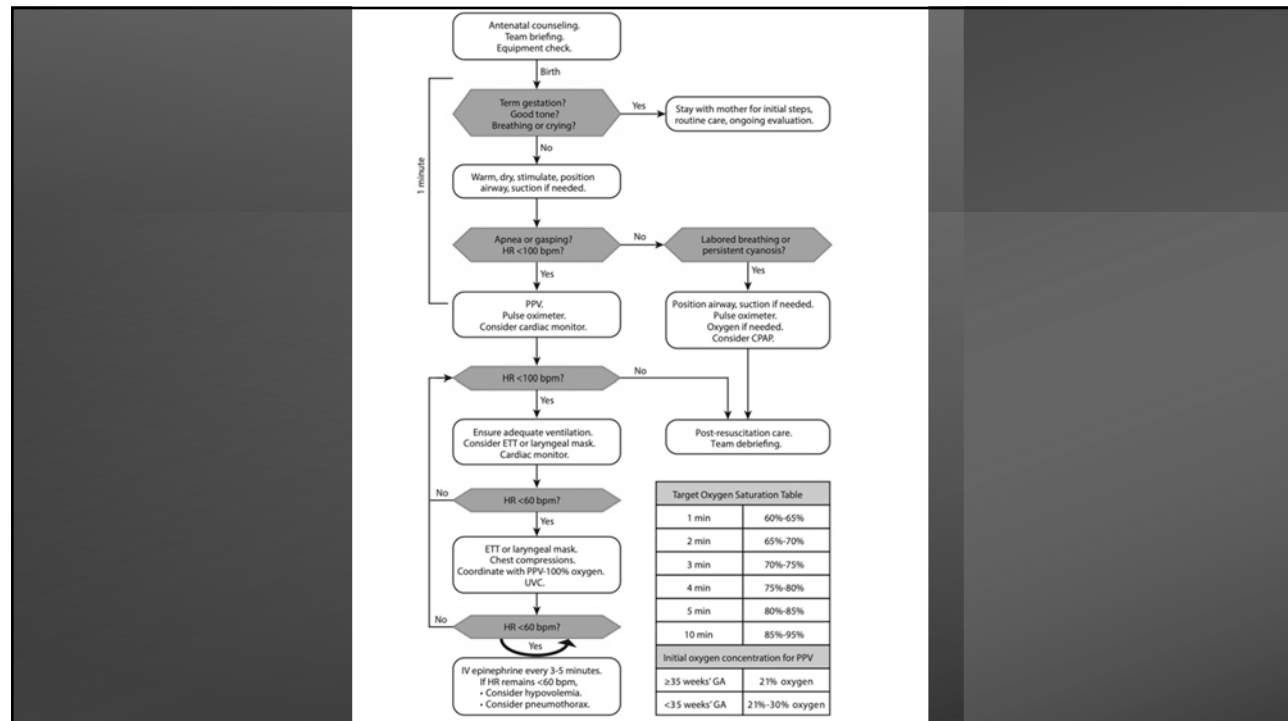 Antenatal counseling.
Team briefing.
Equipment check.
Birth
1 minute
Term gestation?
Good tone?
Breathing or crying?
Yes
Stay with mother for initial steps,
routine care, ongoing evaluation.
No
Warm, dry, stimulate, position
airway, suction if needed.
Apnea or gasping?
HR <100 bpm?
No
Labored breathing or
persistent cyanosis?
Yes
Yes
PPV.
Pulse oximeter.
Consider cardiac monitor.
Position airway, suction if needed.
Pulse oximeter.
Oxygen if needed.
Consider CPAP.
HR <100 bpm?
No
Yes
Ensure adequate ventilation.
Consider ETT or laryngeal mask.
Cardiac monitor.
Post-resuscitation care.
Team debriefing.
No
HR <60 bpm?
Yes
ETT or laryngeal mask.
Chest compressions.
Coordinate with PPV-100% oxygen.
UVC.
No
HR <60 bpm?
Yes
IV epinephrine every 3-5 minutes.
If HR remains <60 bpm,
• Consider hypovolemia.
• Consider pneumothorax.
Target Oxygen Saturation Table
1 min 60%-65%
2 min 65%-70%
3 min 70%-75%
4 min 75%-80%
5 min 80%-85%
10 min 85%-95%
Initial oxygen concentration for PPV
≥35 weeks' GA 21% oxygen
<35 weeks' GA 21%-30% oxygen